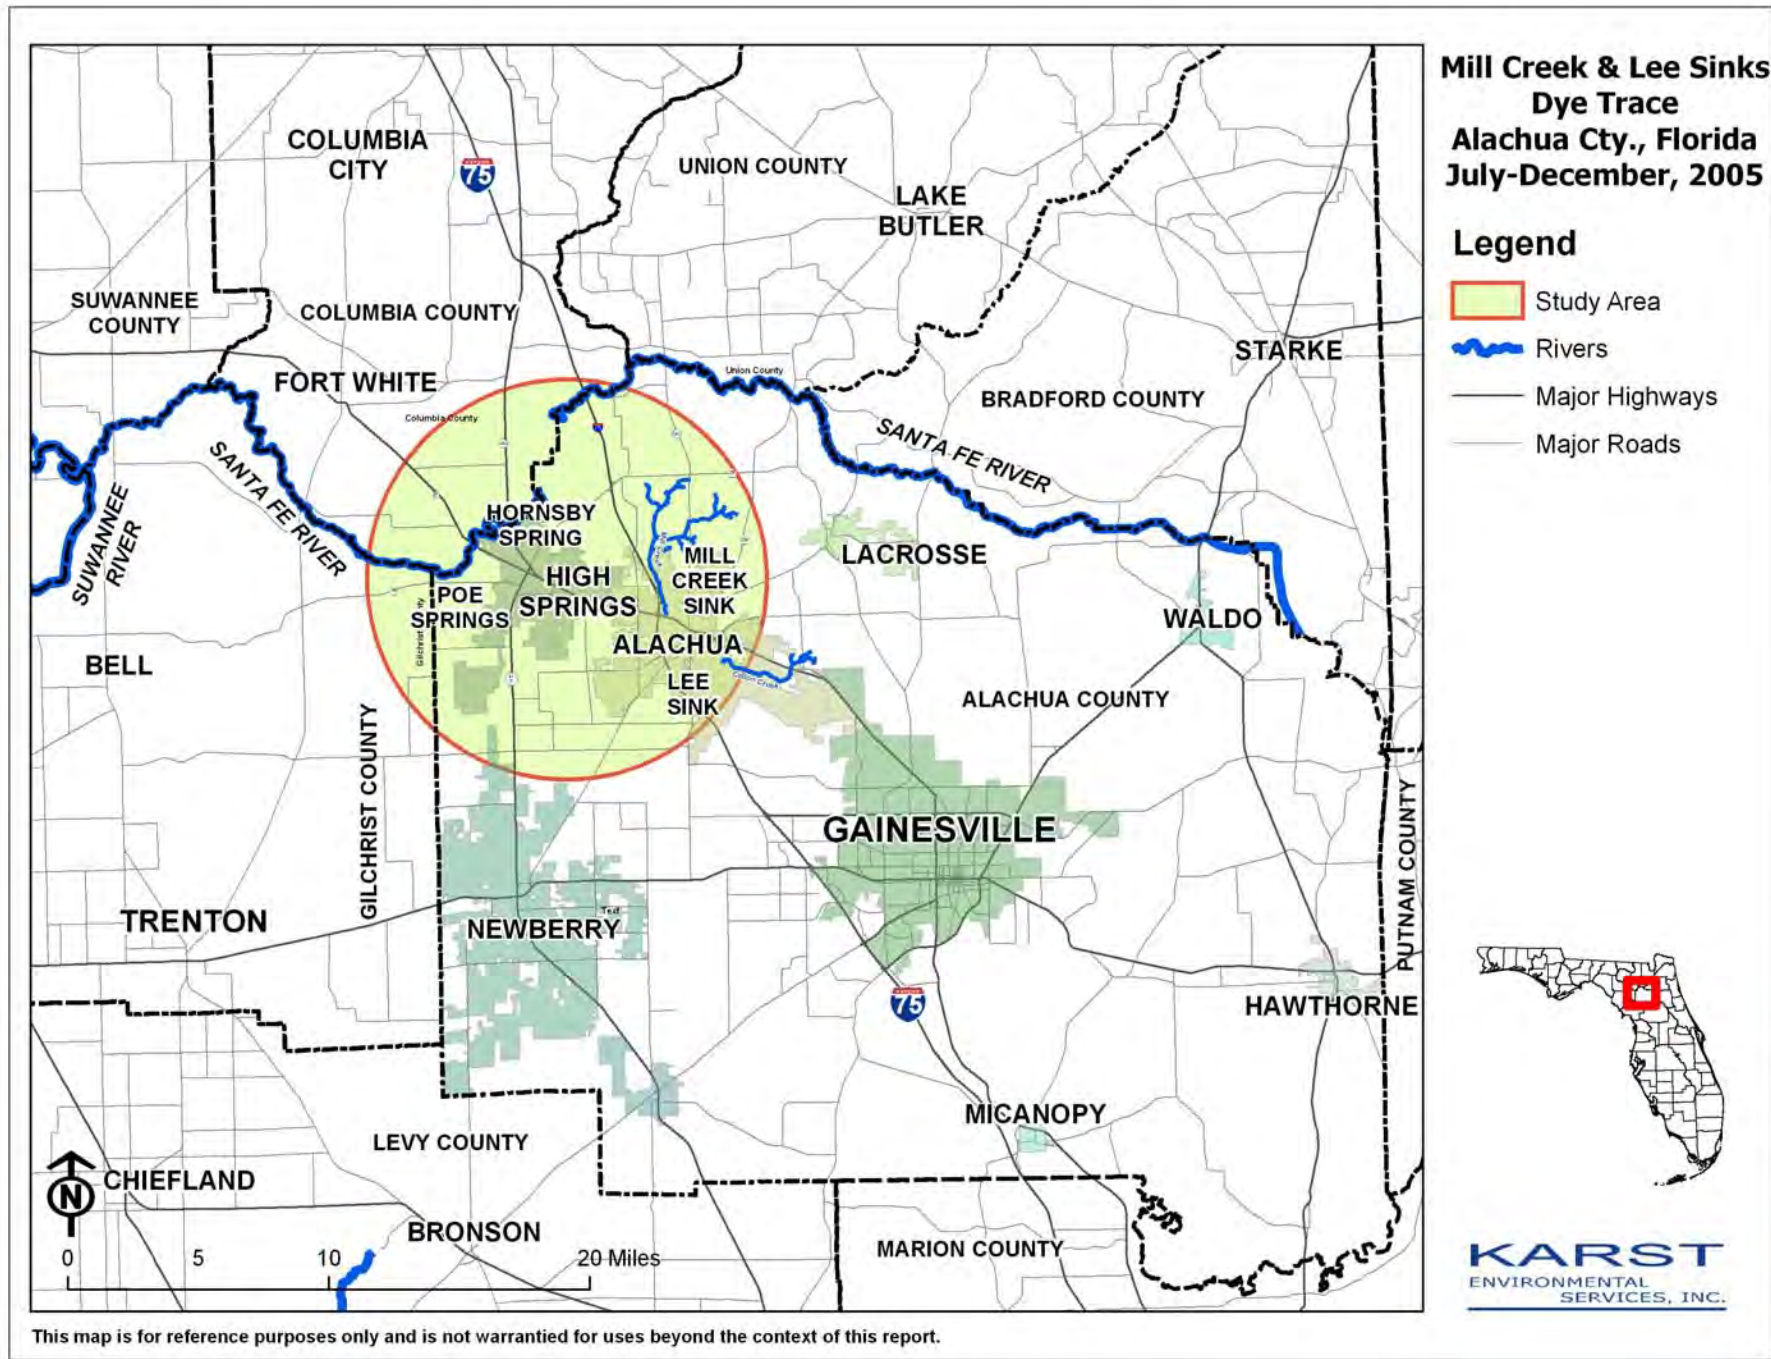 Mill Creek & Lee Sinks
Dye Trace
Alachua Cty., Florida
July-December, 2005
Legend
Study Area
Rivers
Major Highways
Major Roads
COLUMBIA
CITY
75
UNION COUNTY
LAKE
BUTLER
SUWANNEE
COUNTY
COLUMBIA COUNTY
STARKE
FORT WHITE
Union County
BRADFORD COUNTY
Columbia County
SANTA FE RIVER
SANTA FE RIVER
SUWANNEE
RIVER
HORNSBY
SPRING
LACROSSE
MILL
CREEK
SINK
HIGH
SPRINGS
POE
SPRINGS
WALDO
ALACHUA
BELL
LEE
SINK
ALACHUA COUNTY
GILCHRIST COUNTY
GAINESVILLE
PUTNAM COUNTY
TRENTON
NEWBERRY
75
HAWTHORNE
MICANOPY
LEVY COUNTY
CHIEFLAND
N
BRONSON
MARION COUNTY
0 5 10 20 Miles
KARST
ENVIRONMENTAL
SERVICES, INC.
This map is for reference purposes only and is not warrantied for uses beyond the context of this report.